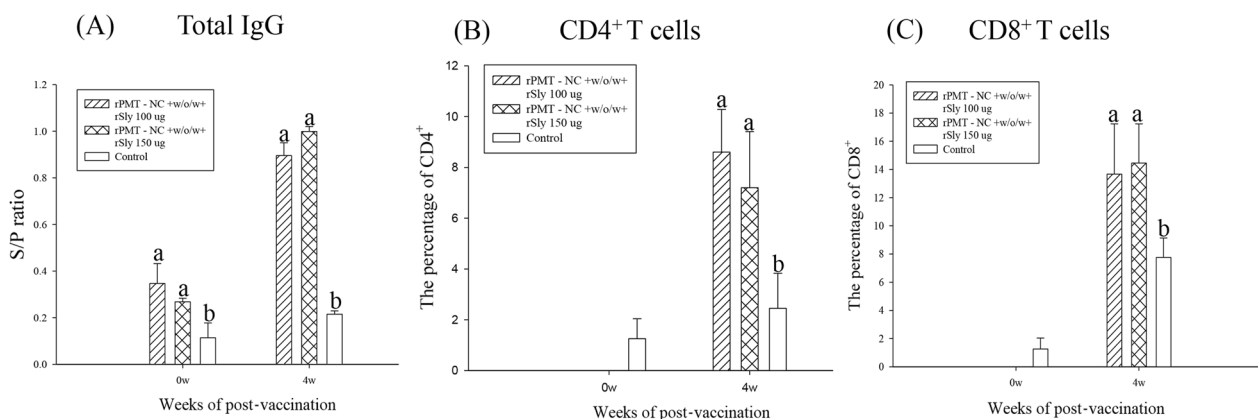 (A) Total IgG
1.2
1.0
0.8
0.6
0.4
0.2
0.0
S/P ratio
rPMT - NC +w/o/w+
rSly 100 ug
rPMT - NC +w/o/w+
rSly 150 ug
Control
a
a
b
a
a
b
0w
4w
Weeks of post-vaccination
(B) CD4+ T cells
12
10
8
6
4
2
0
The percentage of CD4+
rPMT - NC +w/o/w+
rSly 100 ug
rPMT - NC +w/o/w+
rSly 150 ug
Control
a
a
b
0w
4w
Weeks of post-vaccination
(C) CD8+ T cells
20
18
16
14
12
10
8
6
4
2
0
The percentage of CD8+
rPMT - NC +w/o/w+
rSly 100 ug
rPMT - NC +w/o/w+
rSly 150 ug
Control
a
a
b
0w
4w
Weeks of post-vaccination